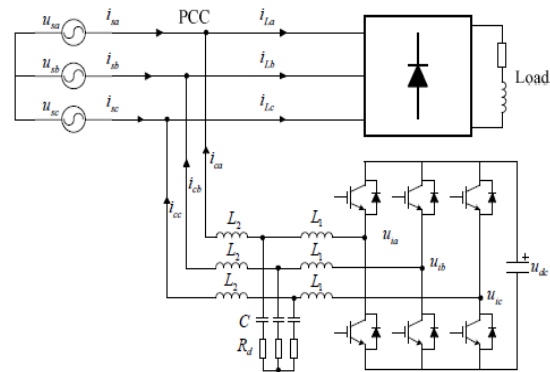 u_sa i_sa PCC i_La
u_sb i_sb i_Lb
u_sc i_sc i_Lc
Load
i_ca
i_cb
i_cc
L_2 L_1
u_ia
L_2 L_1
u_ib
u_dc
+
L_2 L_1
u_ic
C
R_d